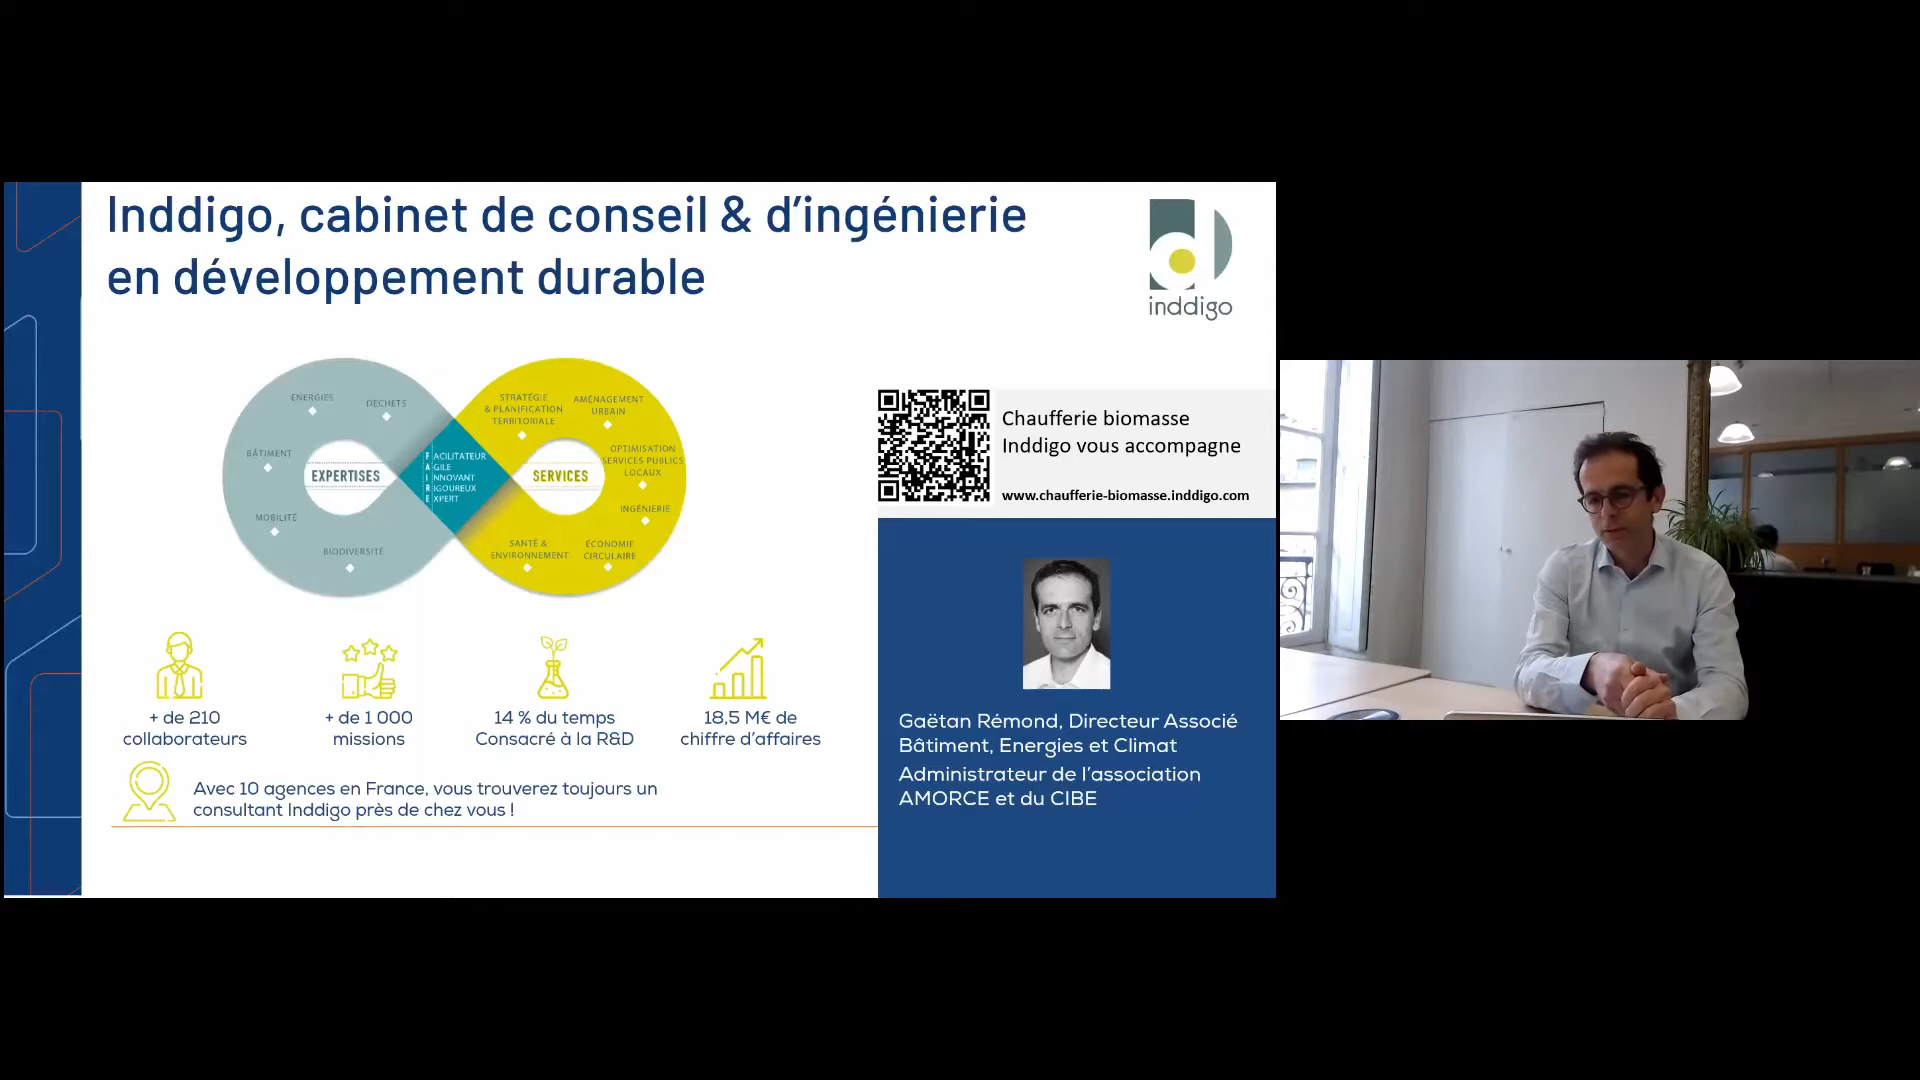 Inddigo, cabinet de conseil & d’ingénierie
en développement durable
inddigo
ENERGIES
DECHETS
BÂTIMENT
EXPERTISES
MOBILITÉ
BIODIVERSITÉ
FACILITATEUR
AGILE
INNOVANT
RIGOUREUX
EXPERT
STRATÉGIE
& PLANIFICATION
TERRITORIALE
AMÉNAGEMENT
URBAIN
OPTIMISATION
SERVICES PUBLICS
LOCAUX
SERVICES
INGÉNIERIE
SANTÉ &
ENVIRONNEMENT
ÉCONOMIE
CIRCULAIRE
Chaufferie biomasse
Inddigo vous accompagne
www.chaufferie-biomasse.inddigo.com
+ de 210
collaborateurs
+ de 1 000
missions
14 % du temps
Consacré à la R&D
18,5 M€ de
chiffre d’affaires
Avec 10 agences en France, vous trouverez toujours un
consultant Inddigo près de chez vous !
Gaëtan Rémond, Directeur Associé
Bâtiment, Energies et Climat
Administrateur de l’association
AMORCE et du CIBE